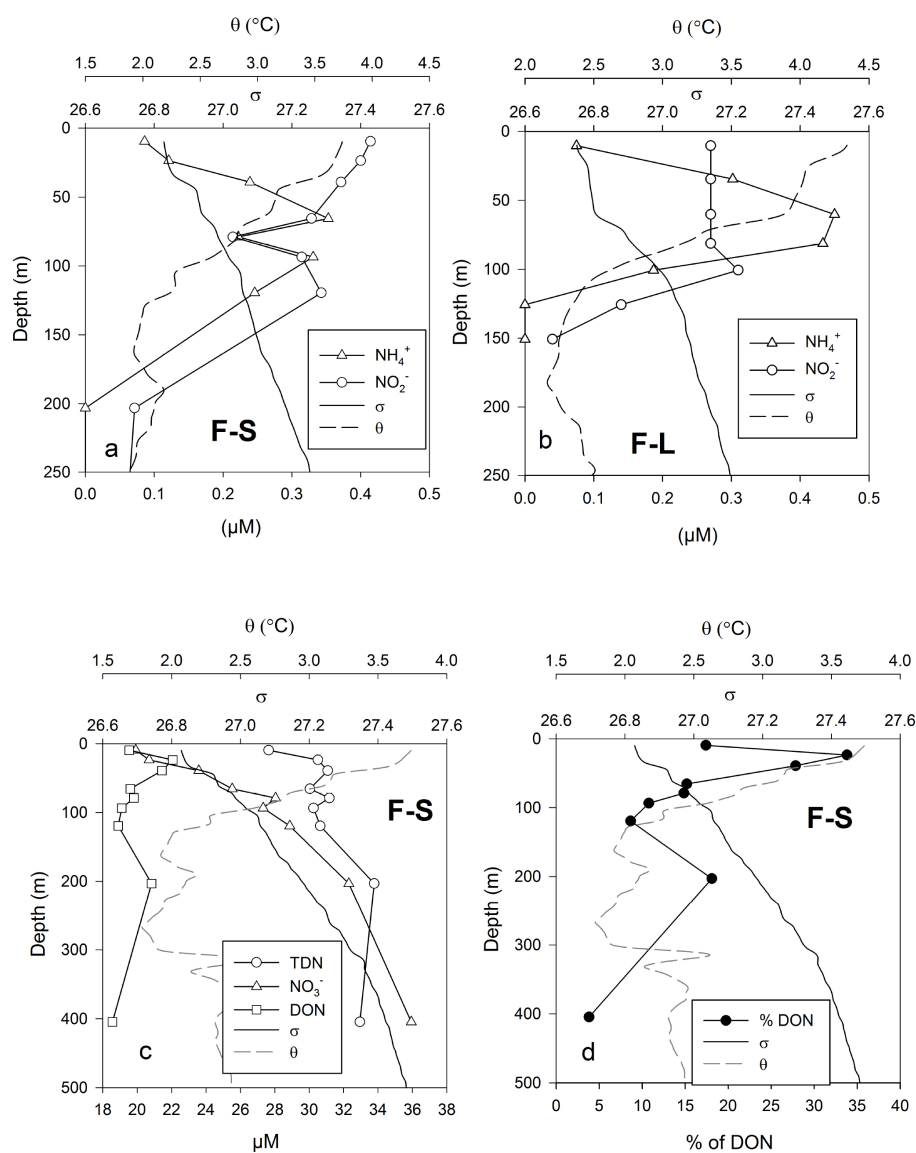 θ (°C)
1.5 2.0 2.5 3.0 3.5 4.0 4.5
σ
26.6 26.8 27.0 27.2 27.4 27.6
0
50
100
150
200
250
Depth (m)
NH₄⁺
NO₂⁻
σ
θ
a
F-S
0.0 0.1 0.2 0.3 0.4 0.5
(µM)
θ (°C)
2.0 2.5 3.0 3.5 4.0 4.5
σ
26.6 26.8 27.0 27.2 27.4 27.6
0
50
100
150
200
250
Depth (m)
NH₄⁺
NO₂⁻
σ
θ
b
F-L
0.0 0.1 0.2 0.3 0.4 0.5
(µM)
θ (°C)
1.5 2.0 2.5 3.0 3.5 4.0
σ
26.6 26.8 27.0 27.2 27.4 27.6
0
100
200
300
400
500
Depth (m)
F-S
TDN
NO₃⁻
DON
σ
θ
c
18 20 22 24 26 28 30 32 34 36 38
µM
θ (°C)
1.5 2.0 2.5 3.0 3.5 4.0
σ
26.6 26.8 27.0 27.2 27.4 27.6
0
100
200
300
400
500
Depth (m)
F-S
% DON
σ
θ
d
0 5 10 15 20 25 30 35 40
% of DON